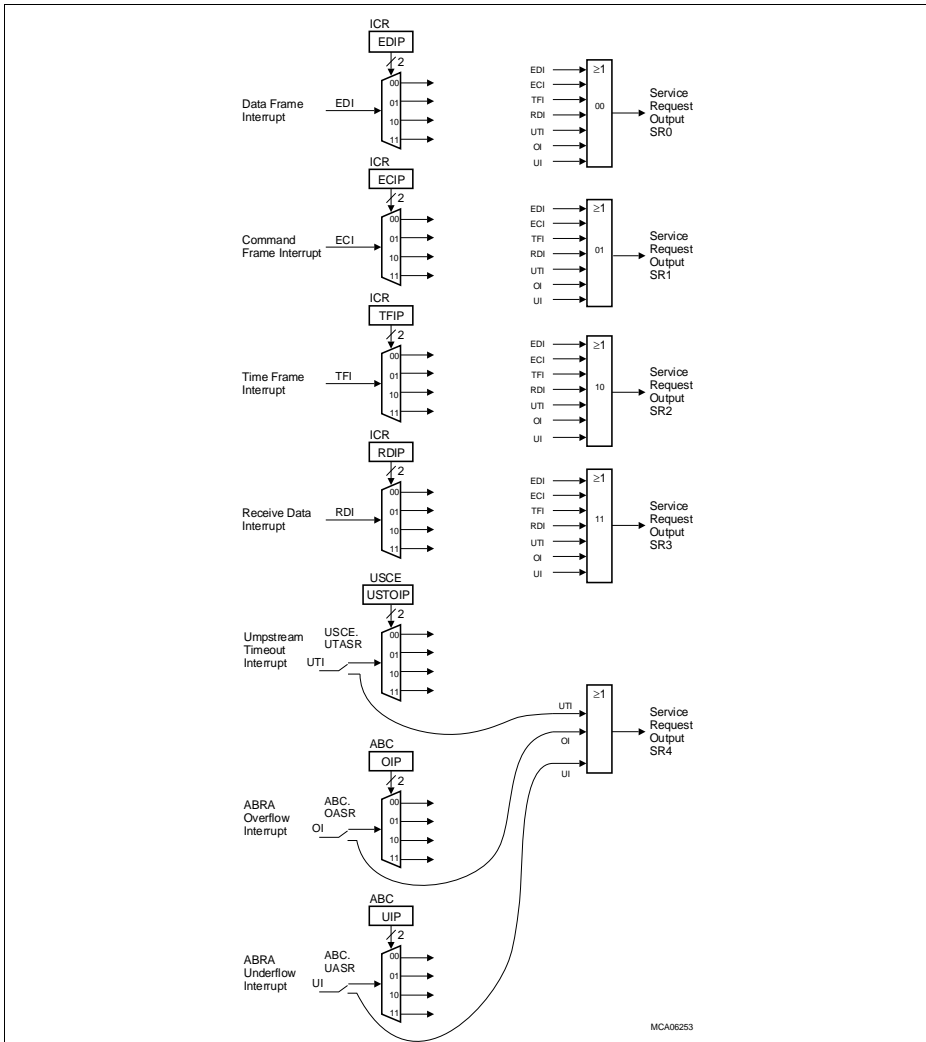 ICR
EDIP
2
Data Frame
Interrupt
EDI
00
01
10
11
ICR
ECIP
2
Command
Frame Interrupt
ECI
00
01
10
11
ICR
TFIP
2
Time Frame
Interrupt
TFI
00
01
10
11
ICR
RDIP
2
Receive Data
Interrupt
RDI
00
01
10
11
USCE
USTOIP
2
Umpstream
Timeout
Interrupt
USCE.
UTASR
UTI
00
01
10
11
ABC
OIP
2
ABRA
Overflow
Interrupt
ABC.
OASR
OI
00
01
10
11
ABC
UIP
2
ABRA
Underflow
Interrupt
ABC.
UASR
UI
00
01
10
11
EDI
ECI
TFI
RDI
UTI
OI
UI
≥1
00
Service
Request
Output
SR0
EDI
ECI
TFI
RDI
UTI
OI
UI
≥1
01
Service
Request
Output
SR1
EDI
ECI
TFI
RDI
UTI
OI
UI
≥1
10
Service
Request
Output
SR2
EDI
ECI
TFI
RDI
UTI
OI
UI
≥1
11
Service
Request
Output
SR3
UTI
OI
UI
≥1
Service
Request
Output
SR4
MCA06253